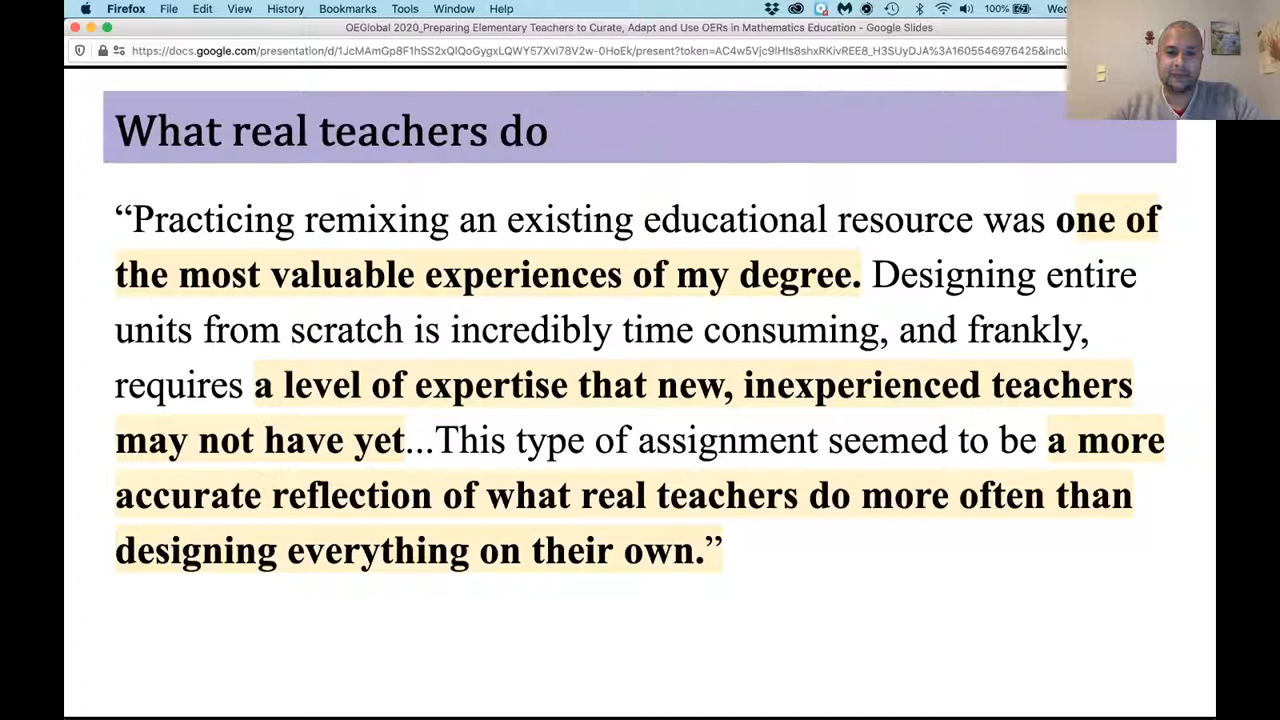 Firefox File Edit View History Bookmarks Tools Window Help 100% Wed
OEGlobal 2020_Preparing Elementary Teachers to Curate, Adapt and Use OERs in Mathematics Education - Google Slides
What real teachers do
“Practicing remixing an existing educational resource was one of
the most valuable experiences of my degree. Designing entire
units from scratch is incredibly time consuming, and frankly,
requires a level of expertise that new, inexperienced teachers
may not have yet...This type of assignment seemed to be a more
accurate reflection of what real teachers do more often than
designing everything on their own.”